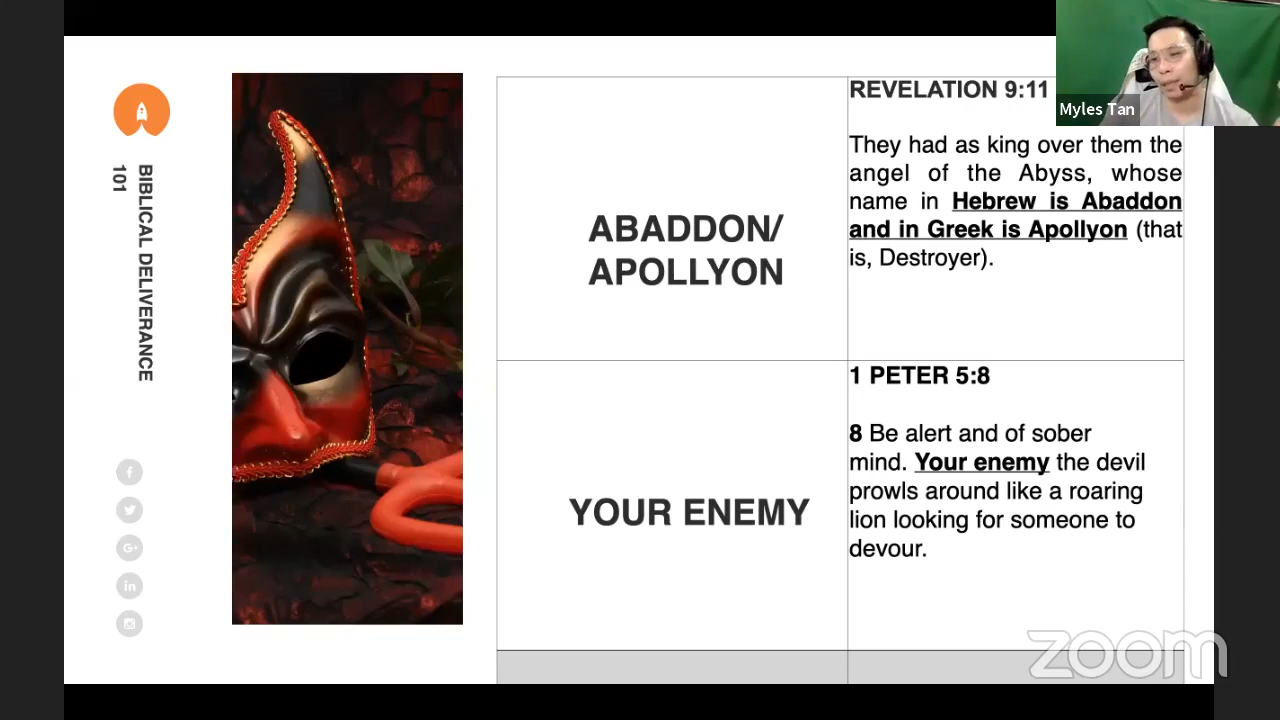 BIBLICAL DELIVERANCE
101
ABADDON/
APOLLYON
REVELATION 9:11
They had as king over them the
angel of the Abyss, whose
name in Hebrew is Abaddon
and in Greek is Apollyon (that
is, Destroyer).
YOUR ENEMY
1 PETER 5:8
8 Be alert and of sober
mind. Your enemy the devil
prowls around like a roaring
lion looking for someone to
devour.
Myles Tan
f
G+
in
zoom